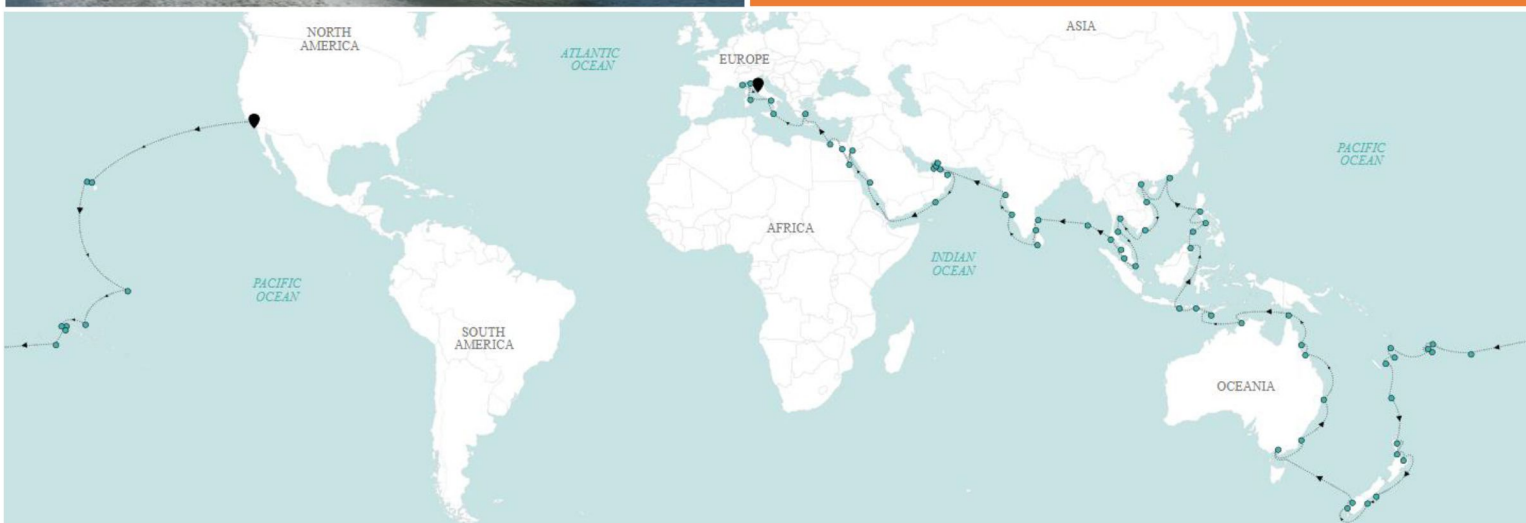 NORTH
AMERICA
ATLANTIC
OCEAN
EUROPE
ASIA
PACIFIC
OCEAN
AFRICA
INDIAN
OCEAN
PACIFIC
OCEAN
SOUTH
AMERICA
OCEANIA